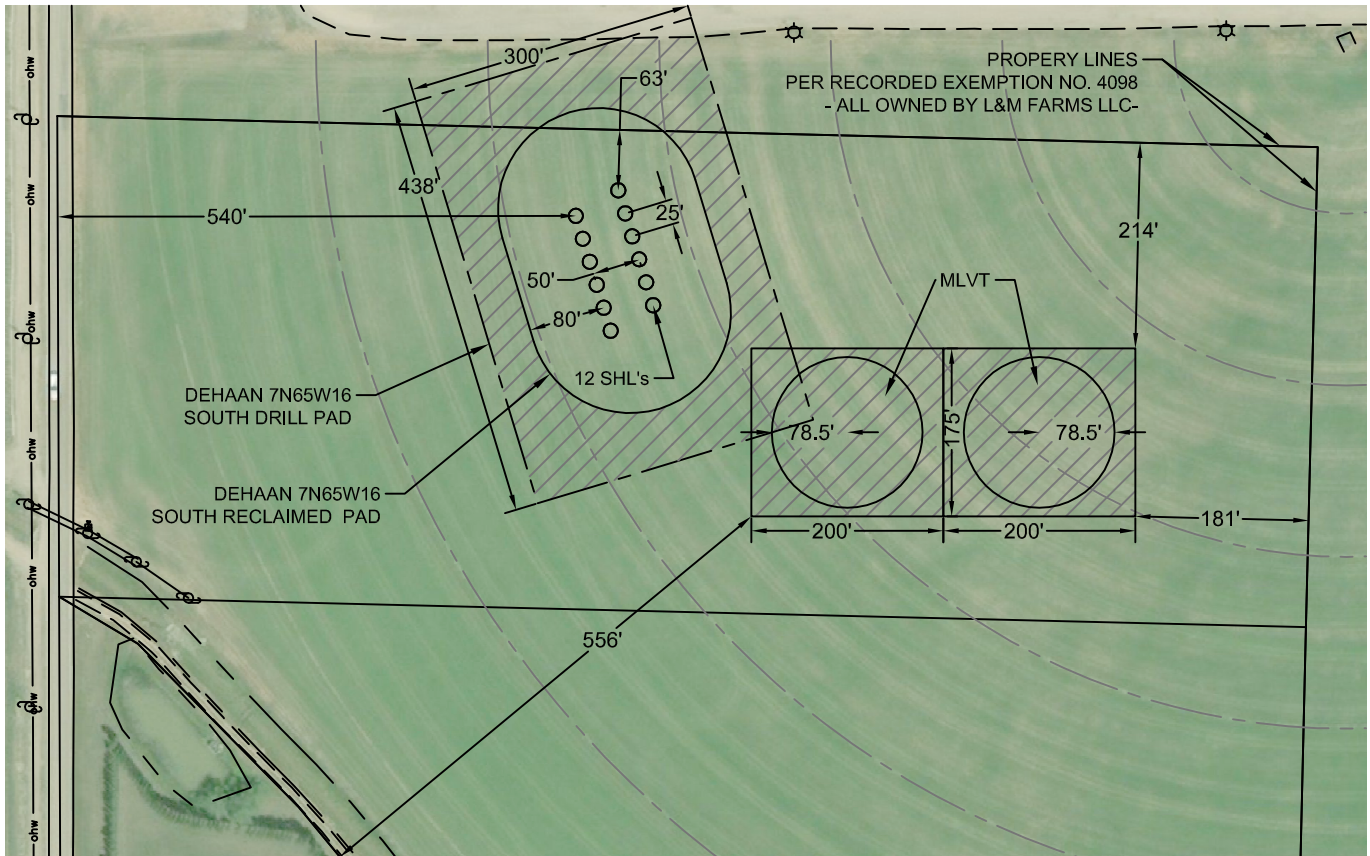 ohw
300'
63'
PROPERY LINES
PER RECORDED EXEMPTION NO. 4098
- ALL OWNED BY L&M FARMS LLC-
ohw
438'
540'
25'
214'
50'
MLVT
80'
ohw
12 SHL's
DEHAAN 7N65W16
SOUTH DRILL PAD
78.5'
175'
78.5'
ohw
DEHAAN 7N65W16
SOUTH RECLAIMED PAD
200'
200'
181'
ohw
556'
ohw
ohw